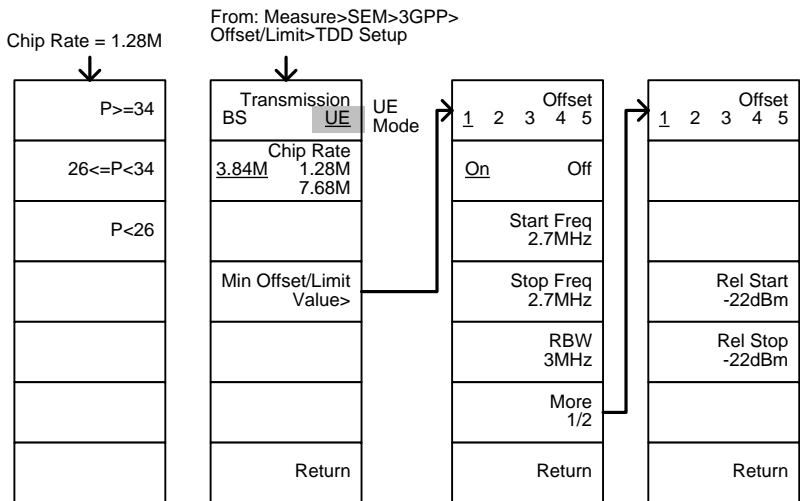 From: Measure>SEM>3GPP>
Offset/Limit>TDD Setup
Chip Rate = 1.28M
P>=34
26<=P<34
P<26
Transmission
BS UE
UE
Mode
Chip Rate
3.84M 1.28M
7.68M
Min Offset/Limit
Value>
Return
Offset
1 2 3 4 5
On Off
Start Freq
2.7MHz
Stop Freq
2.7MHz
RBW
3MHz
More
1/2
Return
Offset
1 2 3 4 5
Rel Start
-22dBm
Rel Stop
-22dBm
Return